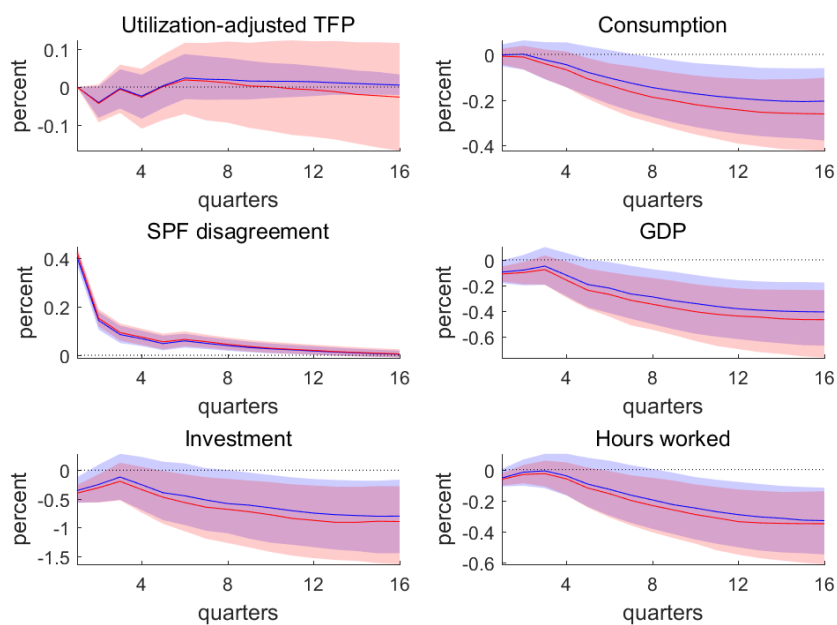 Utilization-adjusted TFP
percent
0.1
0
-0.1
4
8
12
16
quarters
Consumption
percent
0
-0.2
-0.4
4
8
12
16
quarters
SPF disagreement
percent
0.4
0.2
0
4
8
12
16
quarters
GDP
percent
0
-0.2
-0.4
-0.6
4
8
12
16
quarters
Investment
percent
0
-0.5
-1
-1.5
4
8
12
16
quarters
Hours worked
percent
0
-0.2
-0.4
-0.6
4
8
12
16
quarters